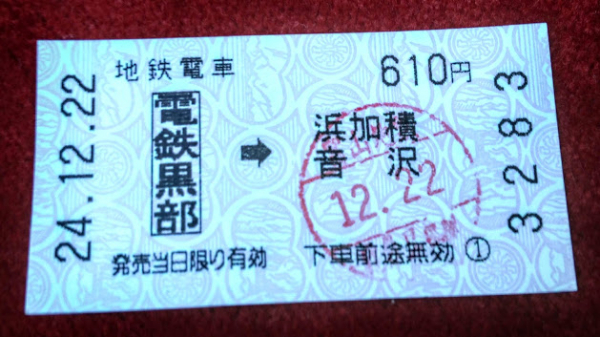 地鉄電車
610円
24.12.22
電鉄黒部
➡
浜加積
音沢
12.22
3283
発売当日限り有効
下車前途無効 ①